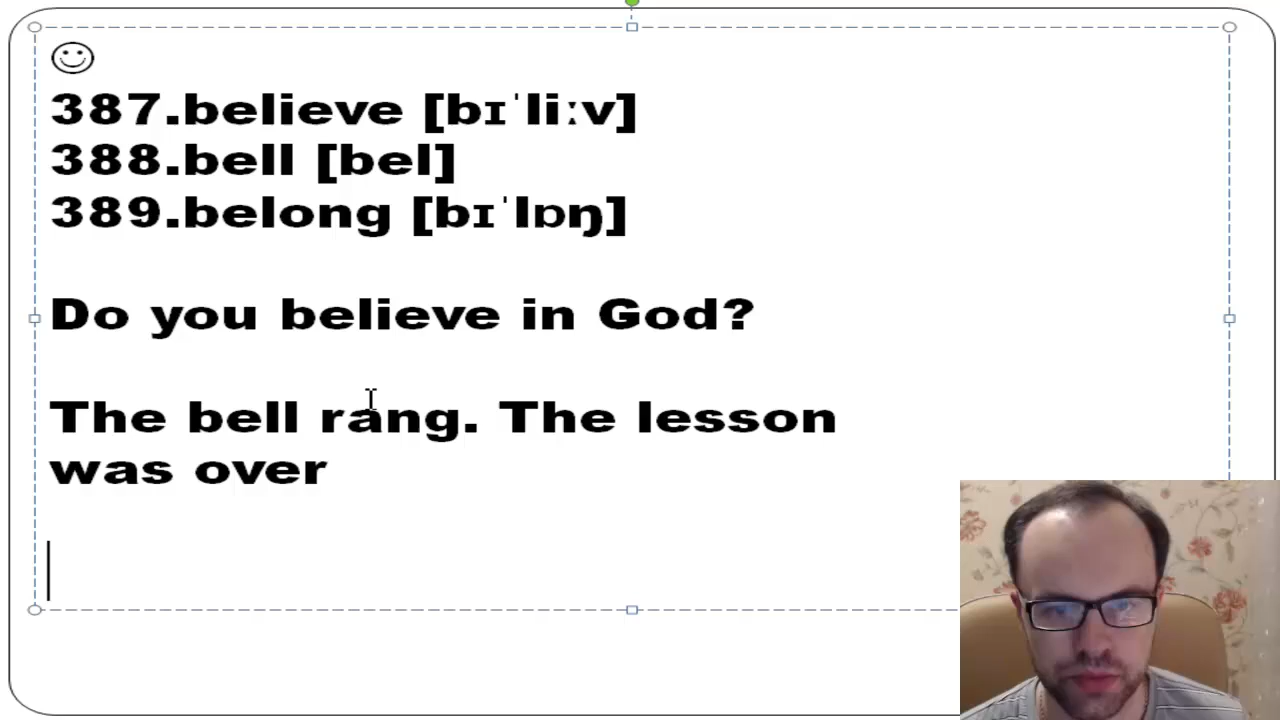 ☺
387.believe [bɪˈliːv]
388.bell [bel]
389.belong [bɪˈlɒŋ]
Do you believe in God?
The bell rang. The lesson
was over